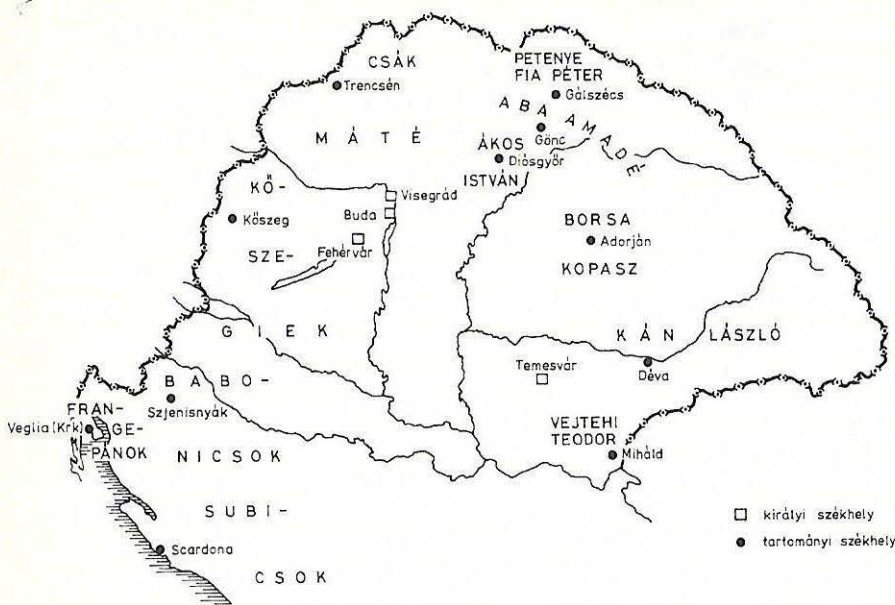 CSÁK
Trencsén
MÁTÉ
PETENYE
FIA PÉTER
Gálszécs
ABA AMADÉ-
Gönc
ÁKOS
Diósgyőr
ISTVÁN
KŐ-
Visegrád
Buda
Kőszeg
Fehérvár
SZE-
GIEK
BORSA
Adorján
KOPASZ
KÁN LÁSZLÓ
Temesvár
Déva
VEJTEHI
TEODOR
Miháld
BABO-
Szjenisnyák
FRAN-
Veglia (Krk)
GE-
PÁNOK
NICSOK
SUBI-
Scardona
CSOK
királyi székhely
tartományi székhely